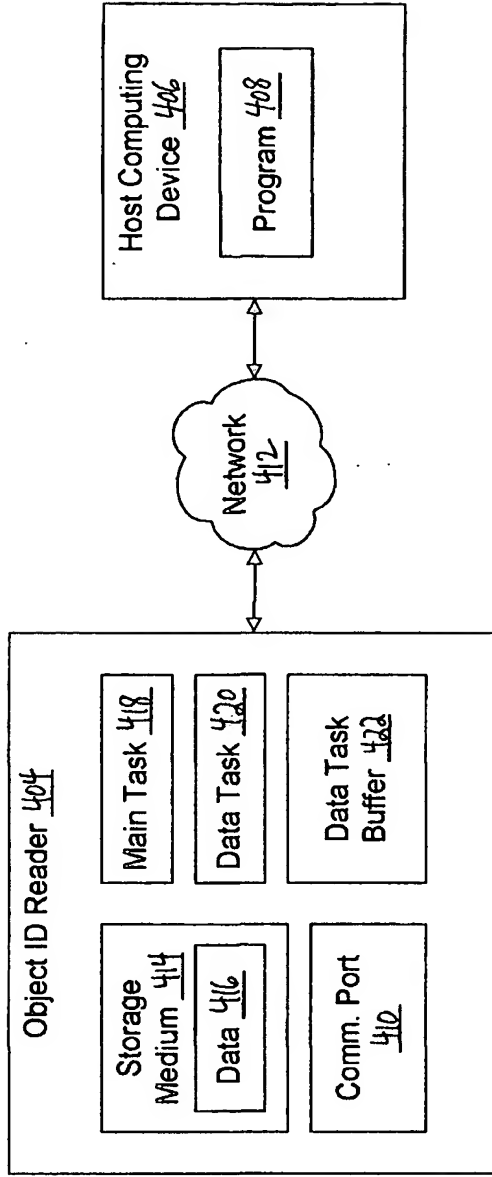 Object ID Reader 404
Storage
Medium 414
Data 416
Comm. Port
410
Main Task 418
Data Task 420
Data Task
Buffer 422
Network
412
Host Computing
Device 406
Program 408